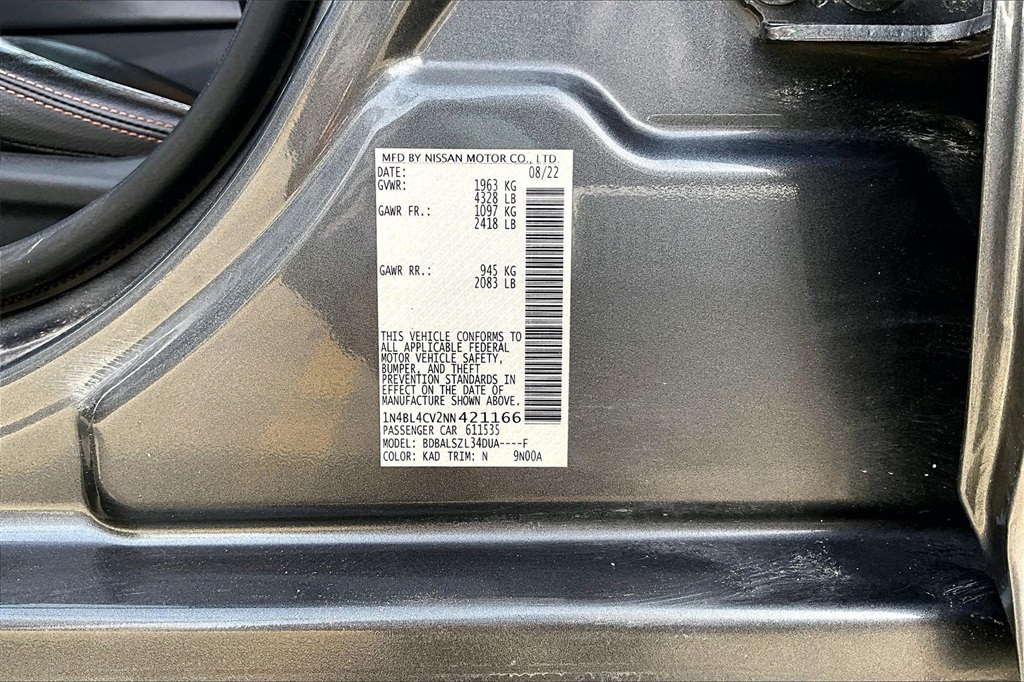 MFD BY NISSAN MOTOR CO., LTD.
DATE: 08/22
GVWR: 1963 KG
4328 LB
GAWR FR.: 1097 KG
2418 LB
GAWR RR.: 945 KG
2083 LB
THIS VEHICLE CONFORMS TO
ALL APPLICABLE FEDERAL
MOTOR VEHICLE SAFETY,
BUMPER, AND THEFT
PREVENTION STANDARDS IN
EFFECT ON THE DATE OF
MANUFACTURE SHOWN ABOVE.
1N4BL4CV2NN421166
PASSENGER CAR 611535
MODEL: BDBALSZL34DUA----F
COLOR: KAD TRIM: N 9N00A